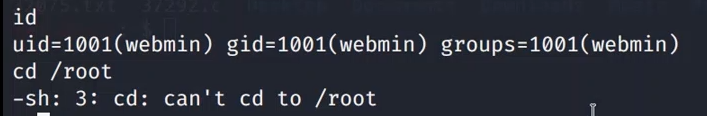 id
uid=1001(webmin) gid=1001(webmin) groups=1001(webmin)
cd /root
-sh: 3: cd: can't cd to /root